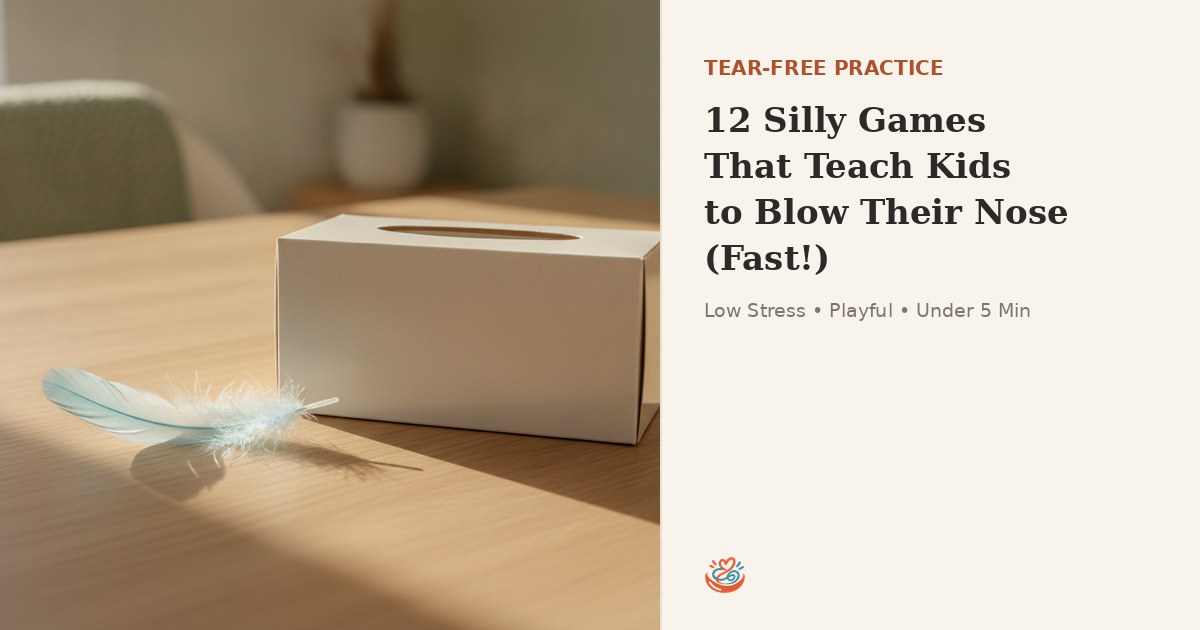 TEAR-FREE PRACTICE
12 Silly Games
That Teach Kids
to Blow Their Nose
(Fast!)
Low Stress • Playful • Under 5 Min